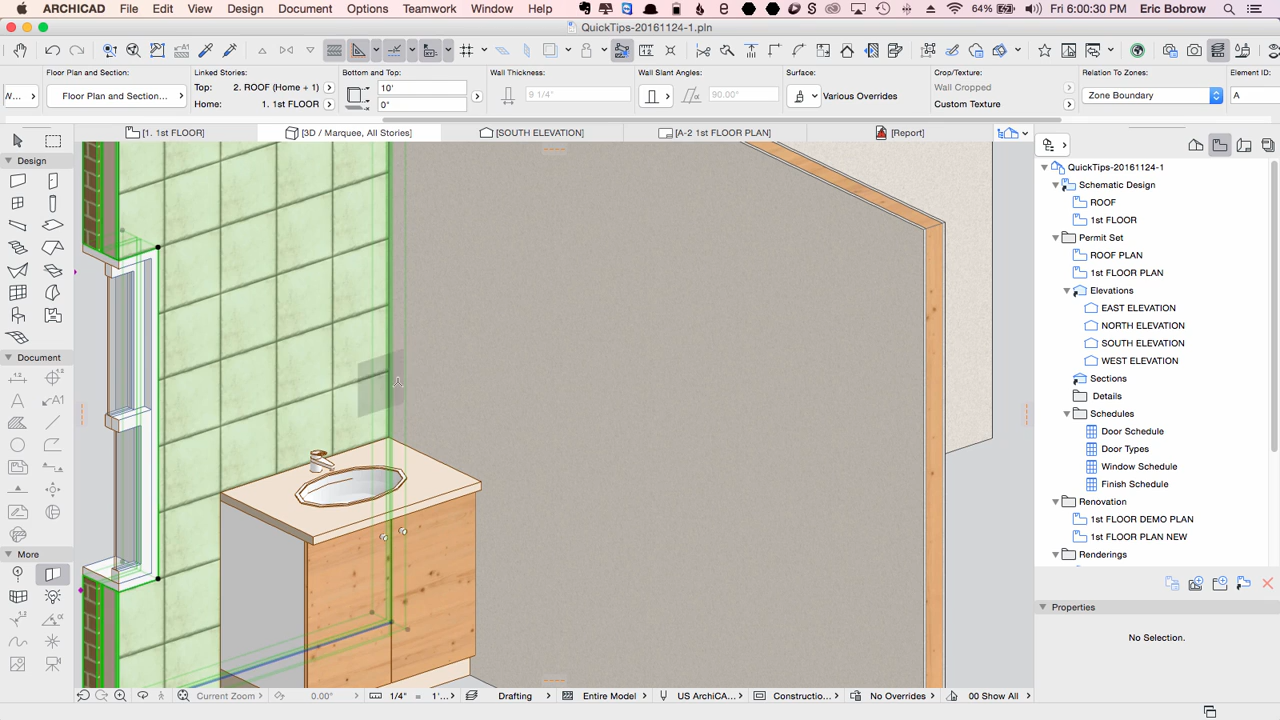 ARCHICAD File Edit View Design Document Options Teamwork Window Help 64% Fri 6:00:30 PM Eric Bobrow
QuickTips-20161124-1.pln
Floor Plan and Section: Linked Stories: Bottom and Top: Wall Thickness: Wall Slant Angles: Surface: Crop/Texture: Relation To Zones: Element ID:
W... Floor Plan and Section... Top: 2. ROOF (Home + 1) 10' 9 1/4" 90.00° Various Overrides Wall Cropped Zone Boundary A
Home: 1. 1st FLOOR 0" Custom Texture
[1. 1st FLOOR] [3D / Marquee, All Stories] [SOUTH ELEVATION] [A-2 1st FLOOR PLAN] [Report]
Design
Document
More
QuickTips-20161124-1
Schematic Design
ROOF
1st FLOOR
Permit Set
ROOF PLAN
1st FLOOR PLAN
Elevations
EAST ELEVATION
NORTH ELEVATION
SOUTH ELEVATION
WEST ELEVATION
Sections
Details
Schedules
Door Schedule
Door Types
Window Schedule
Finish Schedule
Renovation
1st FLOOR DEMO PLAN
1st FLOOR PLAN NEW
Renderings
Properties
No Selection.
Current Zoom 0.00° 1/4" = 1'... Drafting Entire Model US ArchiCA... Constructio... No Overrides 00 Show All